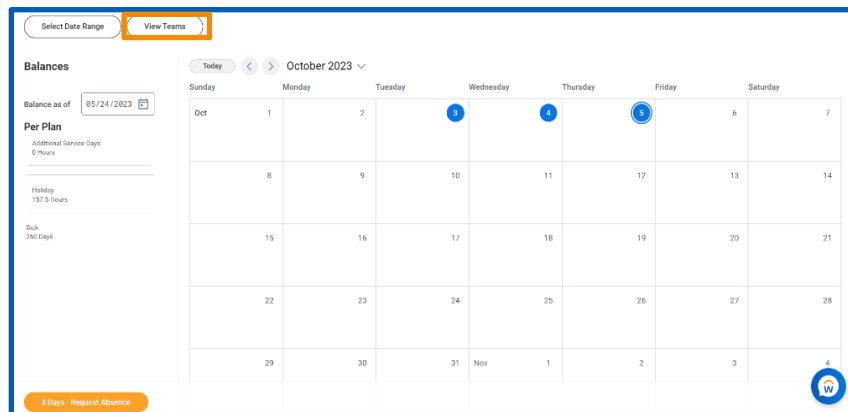 Select Date Range View Teams
Balances
Today October 2023
Sunday Monday Tuesday Wednesday Thursday Friday Saturday
Balance as of 05/24/2023
Per Plan
Additional Service Days
0 Hours
Holiday
157.5 Hours
Sick
260 Days
Oct 1 2 3 4 5 6 7
8 9 10 11 12 13 14
15 16 17 18 19 20 21
22 23 24 25 26 27 28
29 30 31 Nov 1 2 3 4
3 Days - Request Absence
w